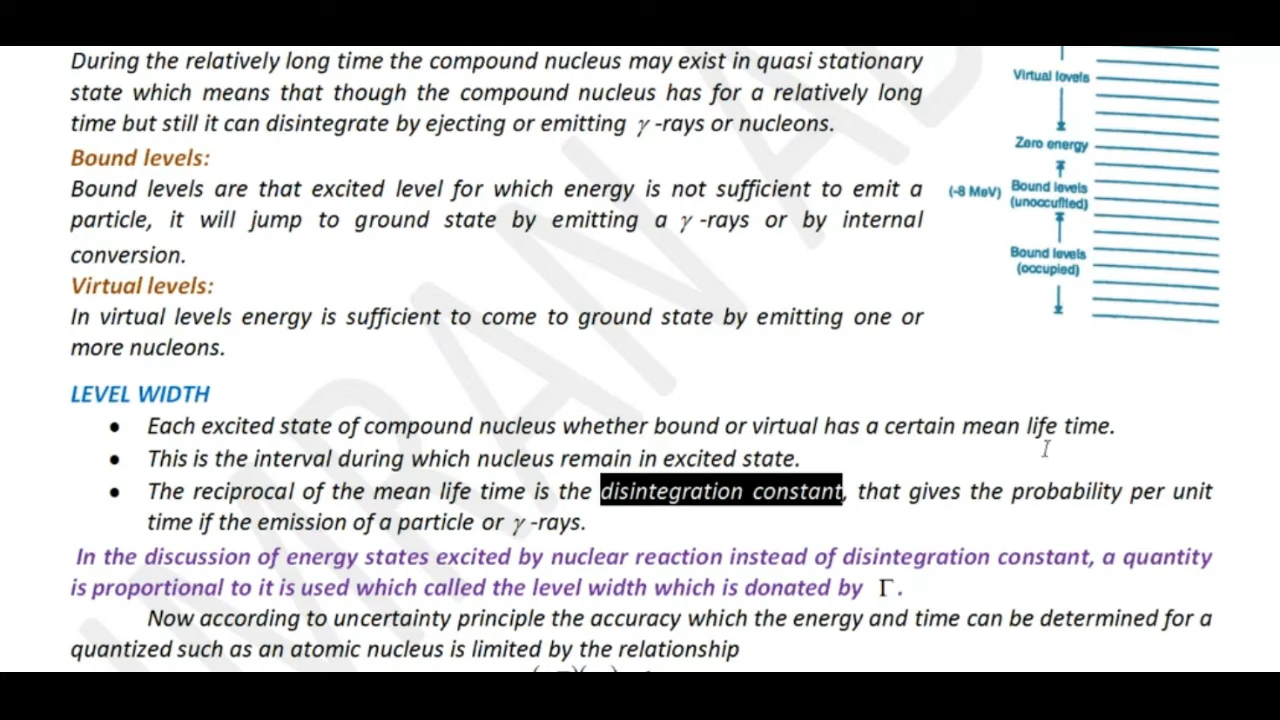 During the relatively long time the compound nucleus may exist in quasi stationary
state which means that though the compound nucleus has for a relatively long
time but still it can disintegrate by ejecting or emitting γ -rays or nucleons.
Bound levels:
Bound levels are that excited level for which energy is not sufficient to emit a
particle, it will jump to ground state by emitting a γ -rays or by internal
conversion.
Virtual levels:
In virtual levels energy is sufficient to come to ground state by emitting one or
more nucleons.
Virtual levels
Zero energy
(-8 MeV)
Bound levels
(unoccuflted)
Bound levels
(occupied)
LEVEL WIDTH
• Each excited state of compound nucleus whether bound or virtual has a certain mean life time.
• This is the interval during which nucleus remain in excited state.
• The reciprocal of the mean life time is the disintegration constant, that gives the probability per unit
time if the emission of a particle or γ -rays.
In the discussion of energy states excited by nuclear reaction instead of disintegration constant, a quantity
is proportional to it is used which called the level width which is donated by Γ.
Now according to uncertainty principle the accuracy which the energy and time can be determined for a
quantized such as an atomic nucleus is limited by the relationship